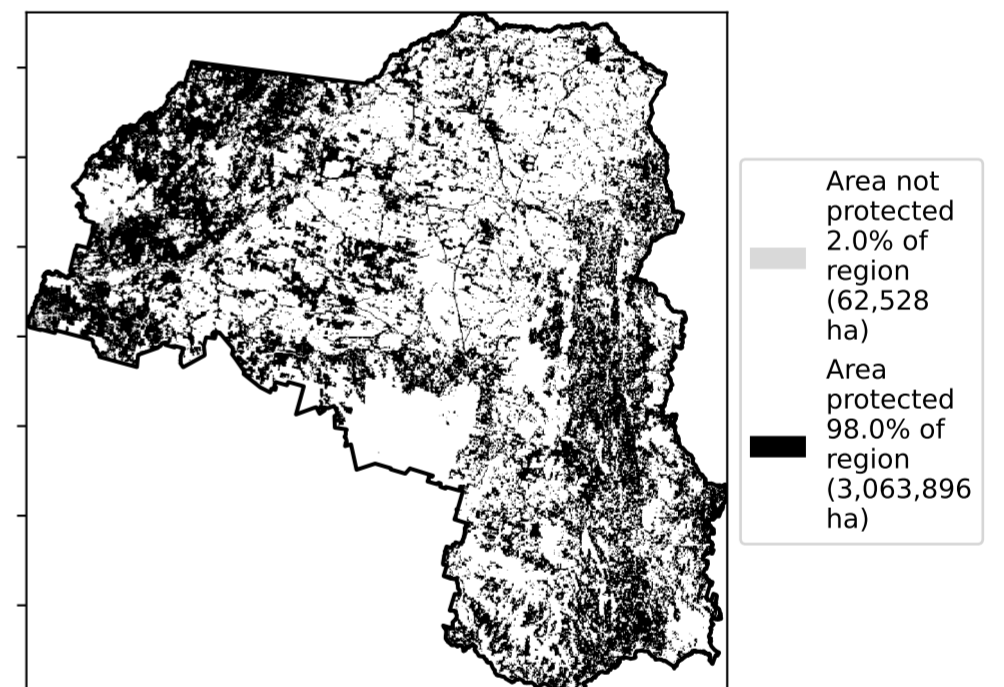 Area not
protected
2.0% of
region
(62,528
ha)
Area
protected
98.0% of
region
(3,063,896
ha)